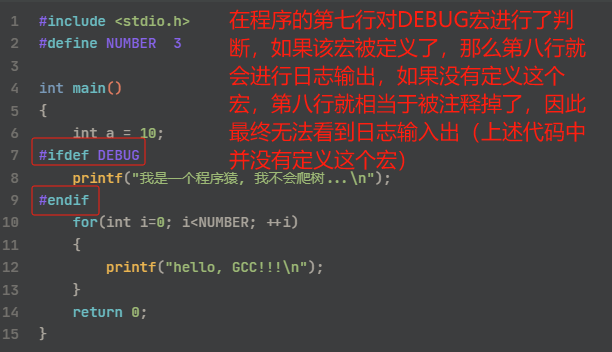 1 #include <stdio.h>
2 #define NUMBER  3
3
4 int main()
5 {
6     int a = 10;
7 #ifdef DEBUG
8     printf("我是一个程序猿, 我不会爬树...\n");
9 #endif
10     for(int i=0; i<NUMBER; ++i)
11     {
12         printf("hello, GCC!!!\n");
13     }
14     return 0;
15 }
在程序的第七行对DEBUG宏进行了判
断，如果该宏被定义了，那么第八行就
会进行日志输出，如果没有定义这个
宏，第八行就相当于被注释掉了，因此
最终无法看到日志输入出（上述代码中
并没有定义这个宏）